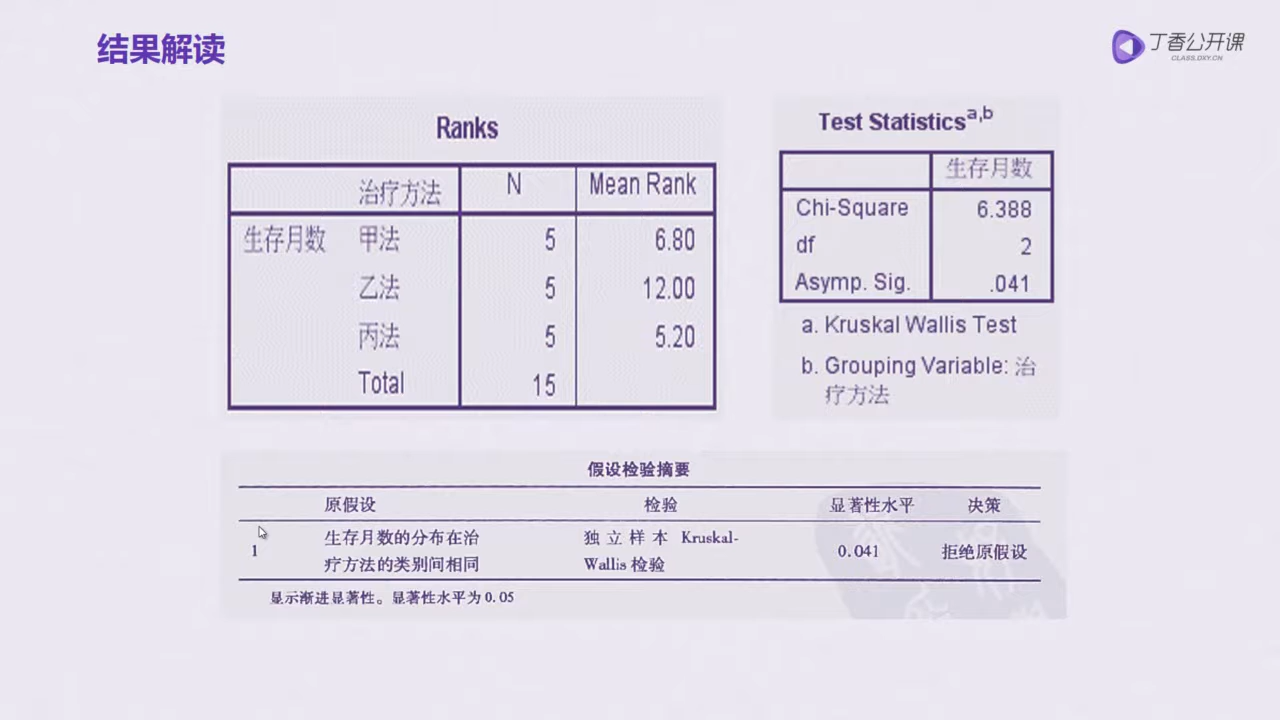 结果解读
丁香公开课
CLASS.DXY.CN
Ranks
治疗方法 N Mean Rank
生存月数 甲法 5 6.80
乙法 5 12.00
丙法 5 5.20
Total 15
Test Statistics a,b
生存月数
Chi-Square 6.388
df 2
Asymp. Sig. .041
a. Kruskal Wallis Test
b. Grouping Variable: 治
疗方法
假设检验摘要
原假设 检验 显著性水平 决策
1 生存月数的分布在治疗方法的类别间相同 独立样本 Kruskal-Wallis 检验 0.041 拒绝原假设
显示渐进显著性。显著性水平为 0.05